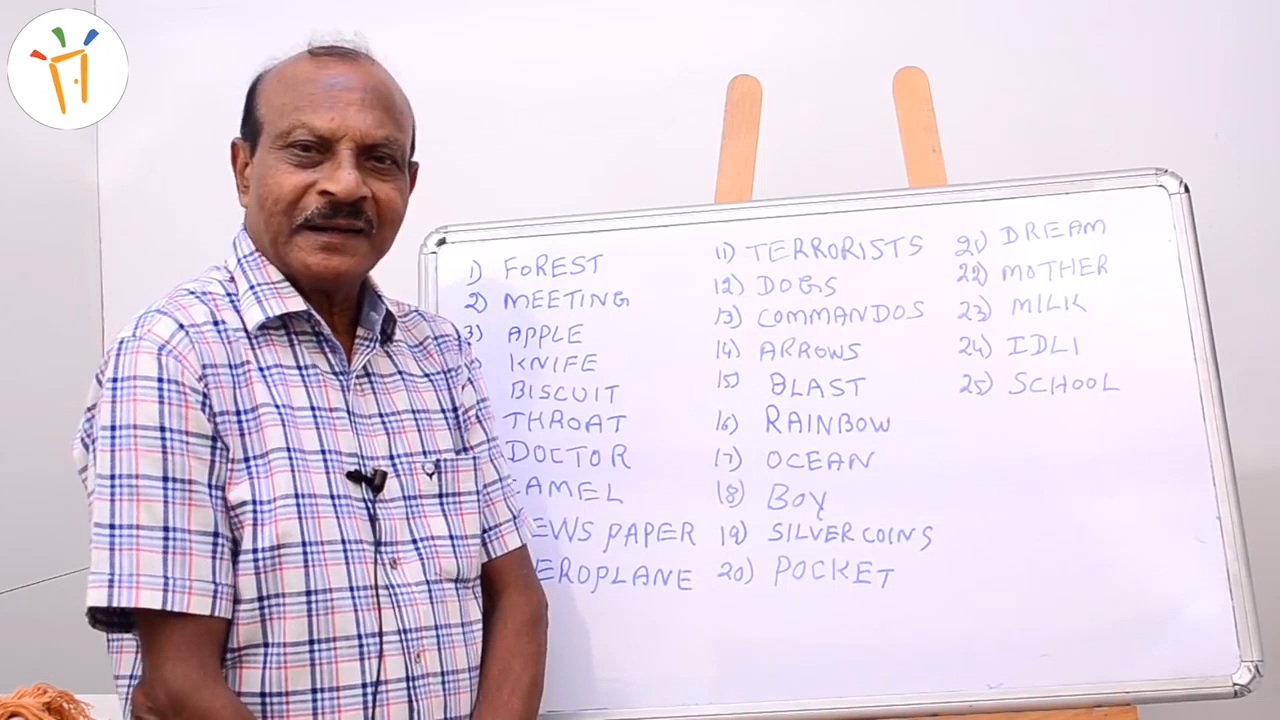 1) FOREST
2) MEETING
3) APPLE
KNIFE
BISCUIT
THROAT
DOCTOR
CAMEL
EWS PAPER
EROPLANE
11) TERRORISTS
12) DOGS
13) COMMANDOS
14) ARROWS
15) BLAST
16) RAINBOW
17) OCEAN
18) BOY
19) SILVER COINS
20) POCKET
21) DREAM
22) MOTHER
23) MILK
24) IDLI
25) SCHOOL